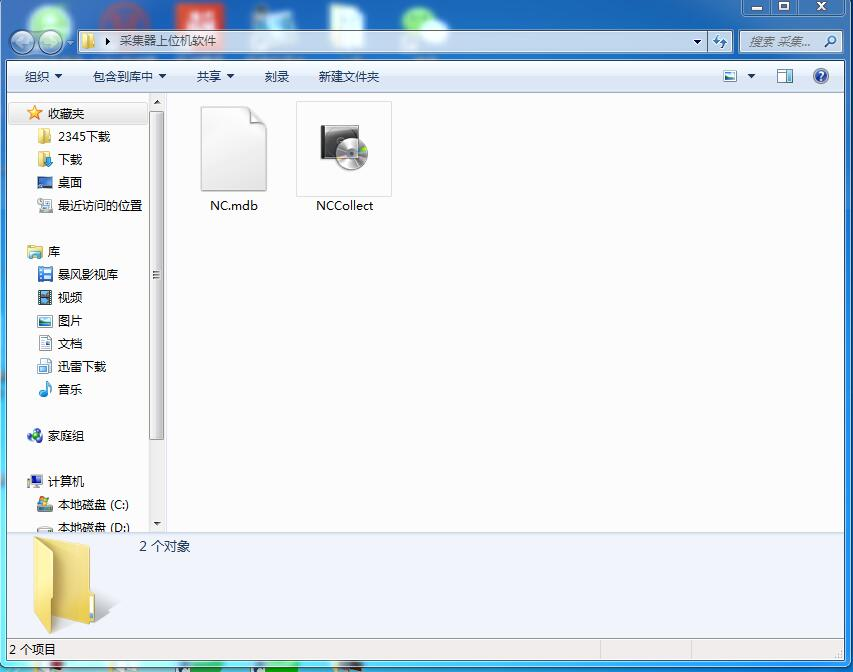 采集器上位机软件
搜索 采集...
组织
包含到库中
共享
刻录
新建文件夹
收藏夹
2345下载
下载
桌面
最近访问的位置
库
暴风影视库
视频
图片
文档
迅雷下载
音乐
家庭组
计算机
本地磁盘 (C:)
本地磁盘 (D:)
NC.mdb
NCCollect
2 个对象
2 个项目